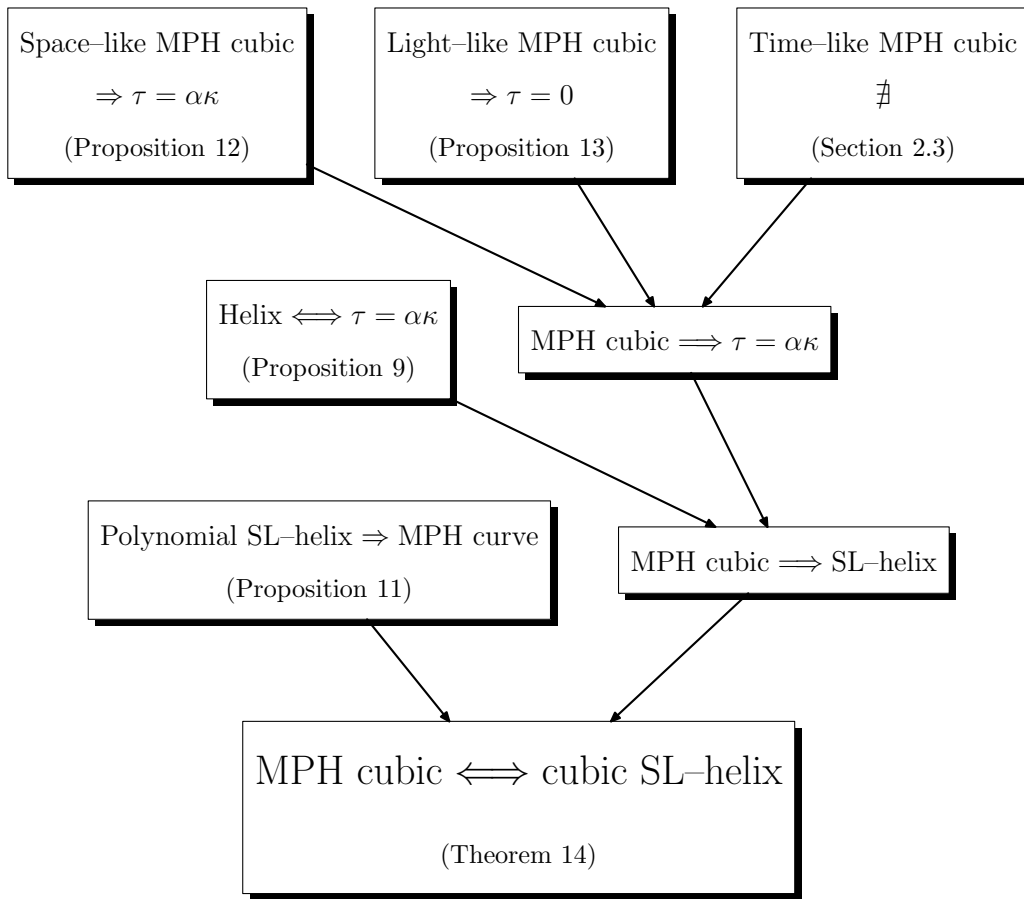 Space–like MPH cubic
⇒ τ = ακ
(Proposition 12)
Light–like MPH cubic
⇒ τ = 0
(Proposition 13)
Time–like MPH cubic
∄
(Section 2.3)
Helix ⟺ τ = ακ
(Proposition 9)
MPH cubic ⟹ τ = ακ
Polynomial SL–helix ⇒ MPH curve
(Proposition 11)
MPH cubic ⟹ SL–helix
MPH cubic ⟺ cubic SL–helix
(Theorem 14)